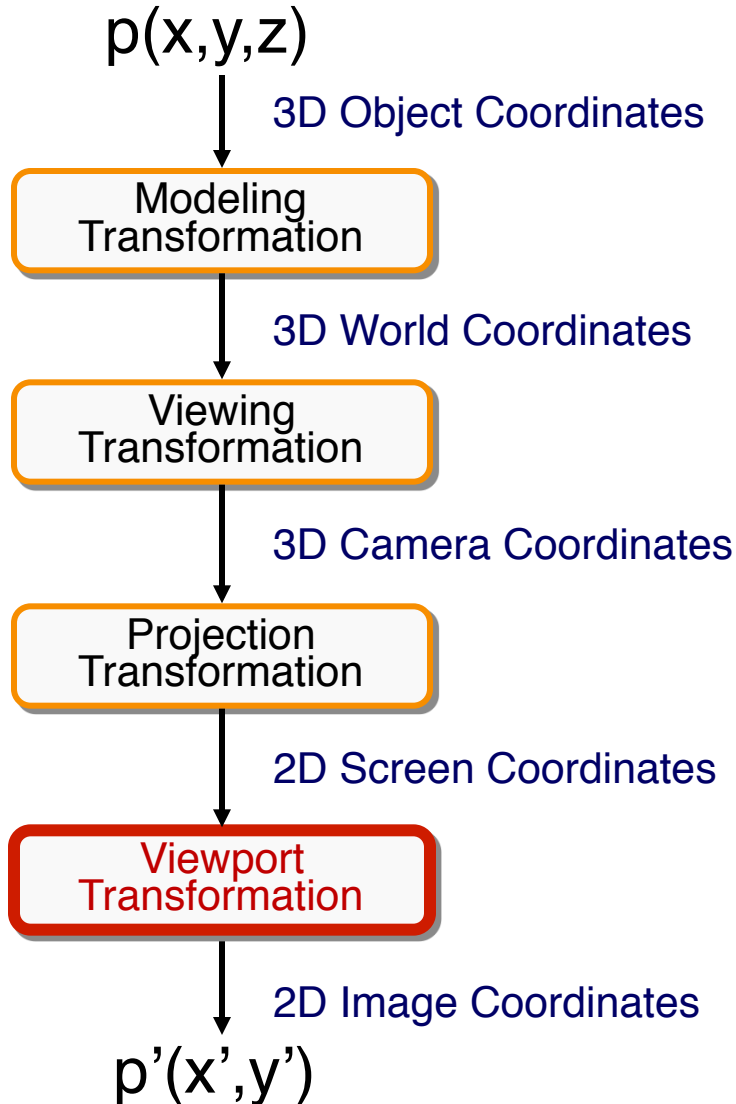 p(x,y,z)
3D Object Coordinates
Modeling
Transformation
3D World Coordinates
Viewing
Transformation
3D Camera Coordinates
Projection
Transformation
2D Screen Coordinates
Viewport
Transformation
2D Image Coordinates
p’(x’,y’)